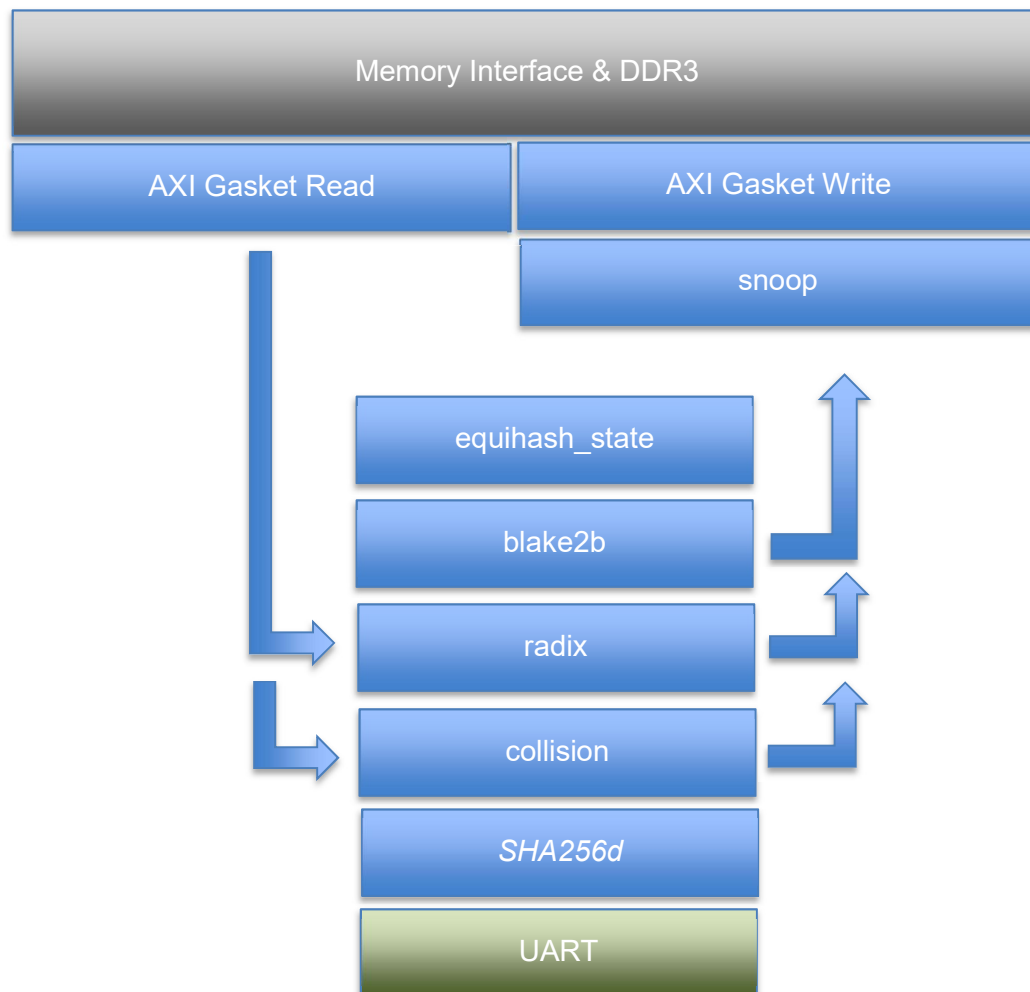 Memory Interface & DDR3
AXI Gasket Read
AXI Gasket Write
snoop
equihash_state
blake2b
radix
collision
SHA256d
UART